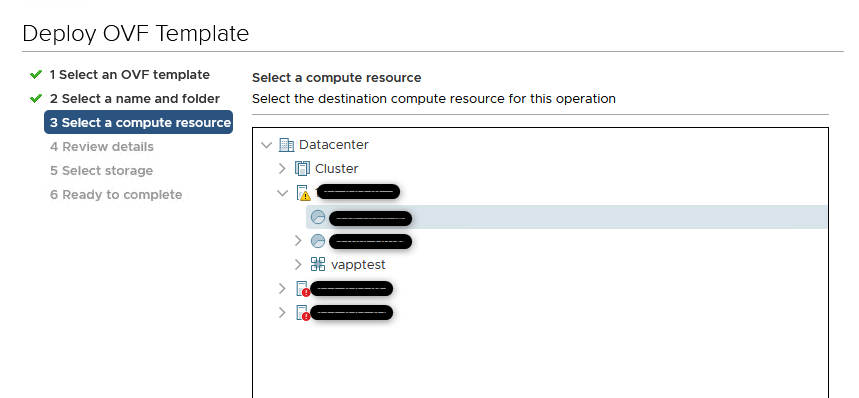 Deploy OVF Template
1 Select an OVF template
2 Select a name and folder
3 Select a compute resource
4 Review details
5 Select storage
6 Ready to complete
Select a compute resource
Select the destination compute resource for this operation
Datacenter
Cluster
vapptest